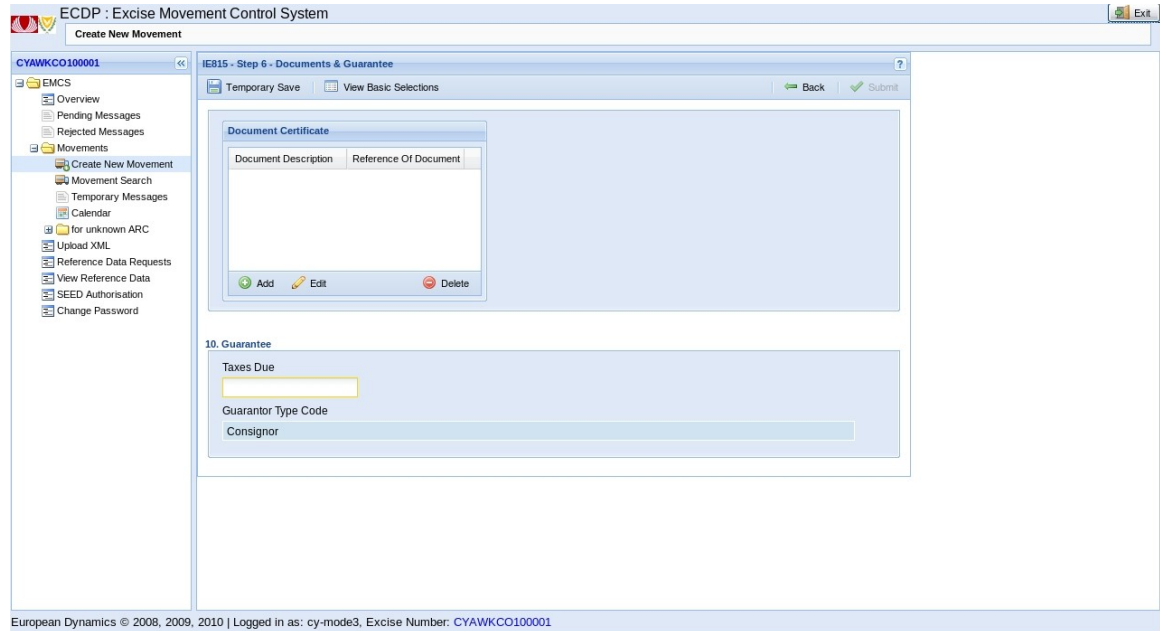 ECDP : Excise Movement Control System
Exit
Create New Movement
CYAWKCO100001
EMCS
Overview
Pending Messages
Rejected Messages
Movements
Create New Movement
Movement Search
Temporary Messages
Calendar
for unknown ARC
Upload XML
Reference Data Requests
View Reference Data
SEED Authorisation
Change Password
IE815 - Step 6 - Documents & Guarantee
?
Temporary Save
View Basic Selections
Back
Submit
Document Certificate
Document Description
Reference Of Document
Add
Edit
Delete
10. Guarantee
Taxes Due
Guarantor Type Code
Consignor
European Dynamics © 2008, 2009, 2010 | Logged in as: cy-mode3, Excise Number: CYAWKCO100001